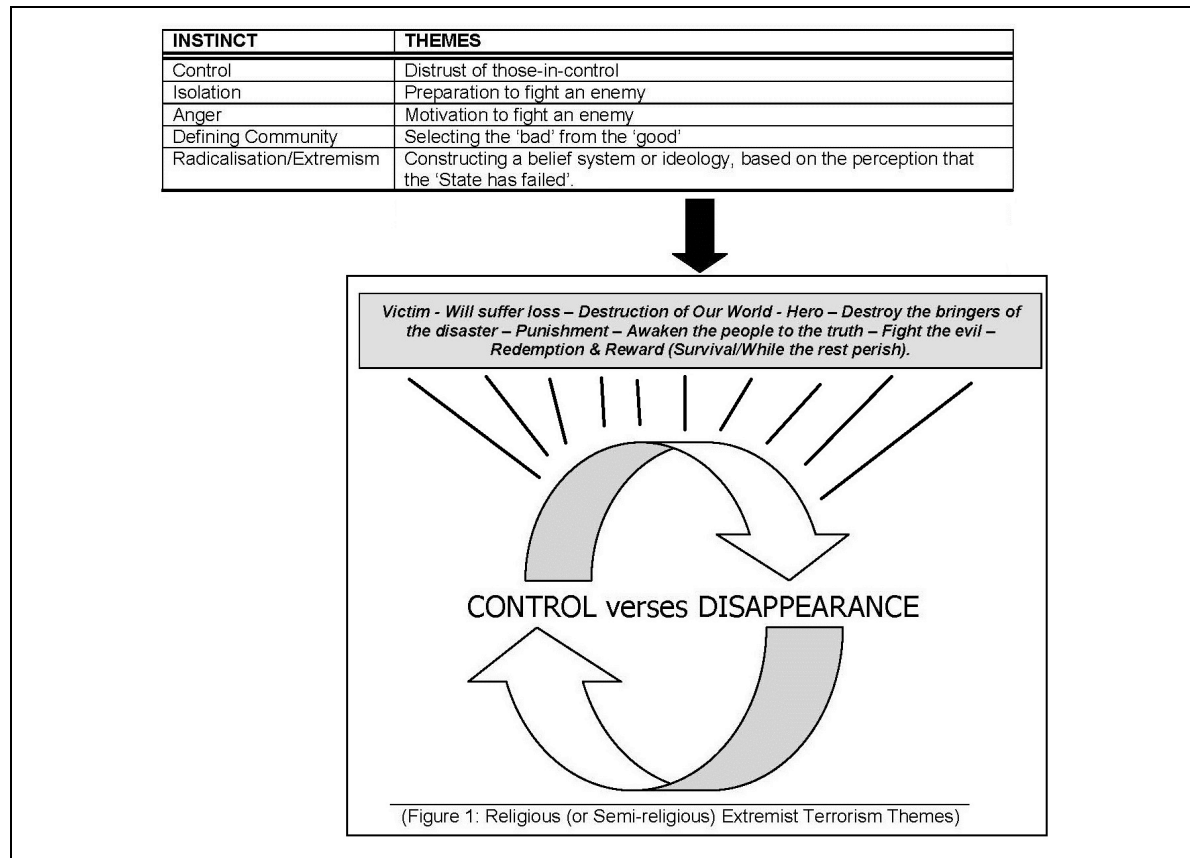 INSTINCT THEMES
Control Distrust of those-in-control
Isolation Preparation to fight an enemy
Anger Motivation to fight an enemy
Defining Community Selecting the ‘bad’ from the ‘good’
Radicalisation/Extremism Constructing a belief system or ideology, based on the perception that
the ‘State has failed’.
Victim - Will suffer loss – Destruction of Our World - Hero – Destroy the bringers of
the disaster – Punishment – Awaken the people to the truth – Fight the evil –
Redemption & Reward (Survival/While the rest perish).
CONTROL verses DISAPPEARANCE
(Figure 1: Religious (or Semi-religious) Extremist Terrorism Themes)